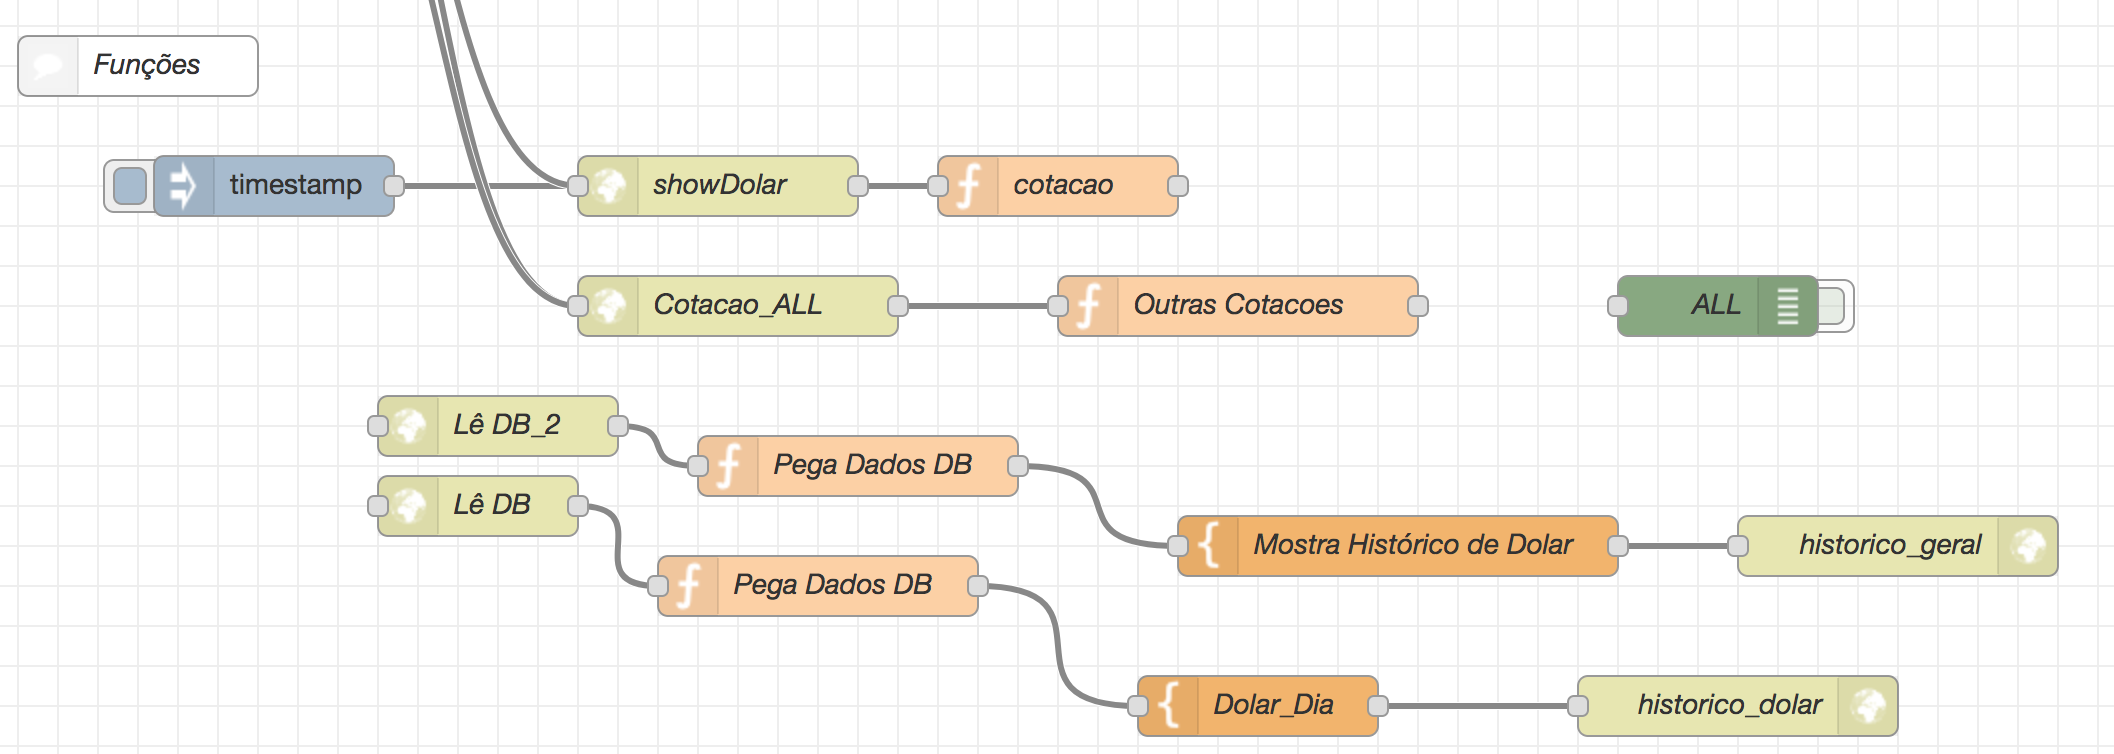 Funções
timestamp
showDolar
cotacao
Cotacao_ALL
Outras Cotacoes
ALL
Lê DB_2
Pega Dados DB
Lê DB
Mostra Histórico de Dolar
historico_geral
Pega Dados DB
Dolar_Dia
historico_dolar